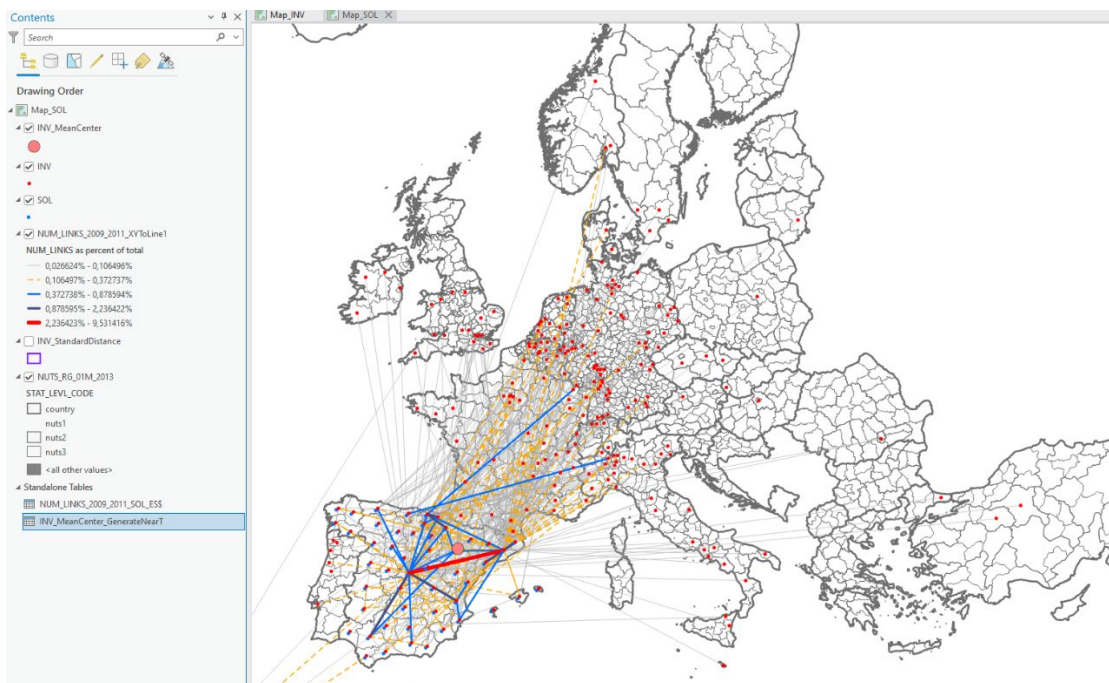 Contents
Search
Drawing Order
Map_SOL
INV_MeanCenter
INV
SOL
NUM_LINKS_2009_2011_XYToLine1
NUM_LINKS as percent of total
0,026624% - 0,106496%
0,106497% - 0,372737%
0,372738% - 0,878594%
0,878595% - 2,236422%
2,236423% - 9,531416%
INV_StandardDistance
NUTS_RG_01M_2013
STAT_LEVL_CODE
country
nuts1
nuts2
nuts3
<all other values>
Standalone Tables
NUM_LINKS_2009_2011_SOL_ES$
INV_MeanCenter_GenerateNearT
Map_INV
Map_SOL